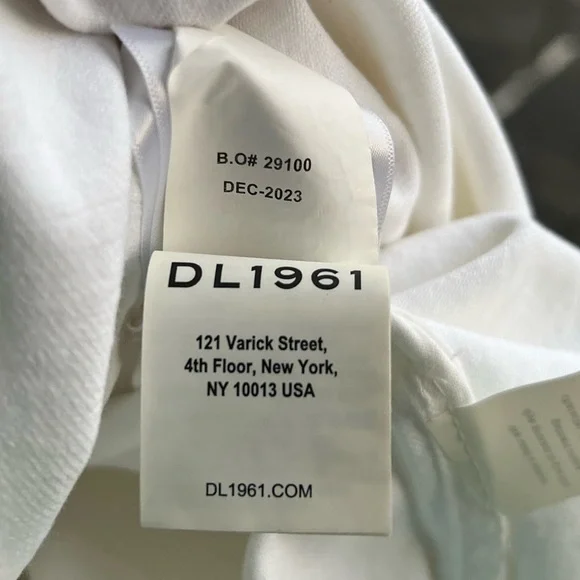 B.O# 29100
DEC-2023
DL1961
121 Varick Street,
4th Floor, New York,
NY 10013 USA
DL1961.COM